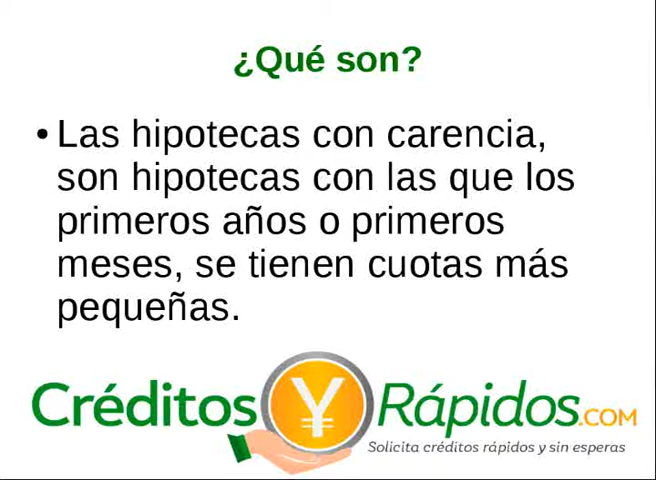 ¿Qué son?
• Las hipotecas con carencia,
son hipotecas con las que los
primeros años o primeros
meses, se tienen cuotas más
pequeñas.
Créditos Y Rápidos.COM
Solicita créditos rápidos y sin esperas